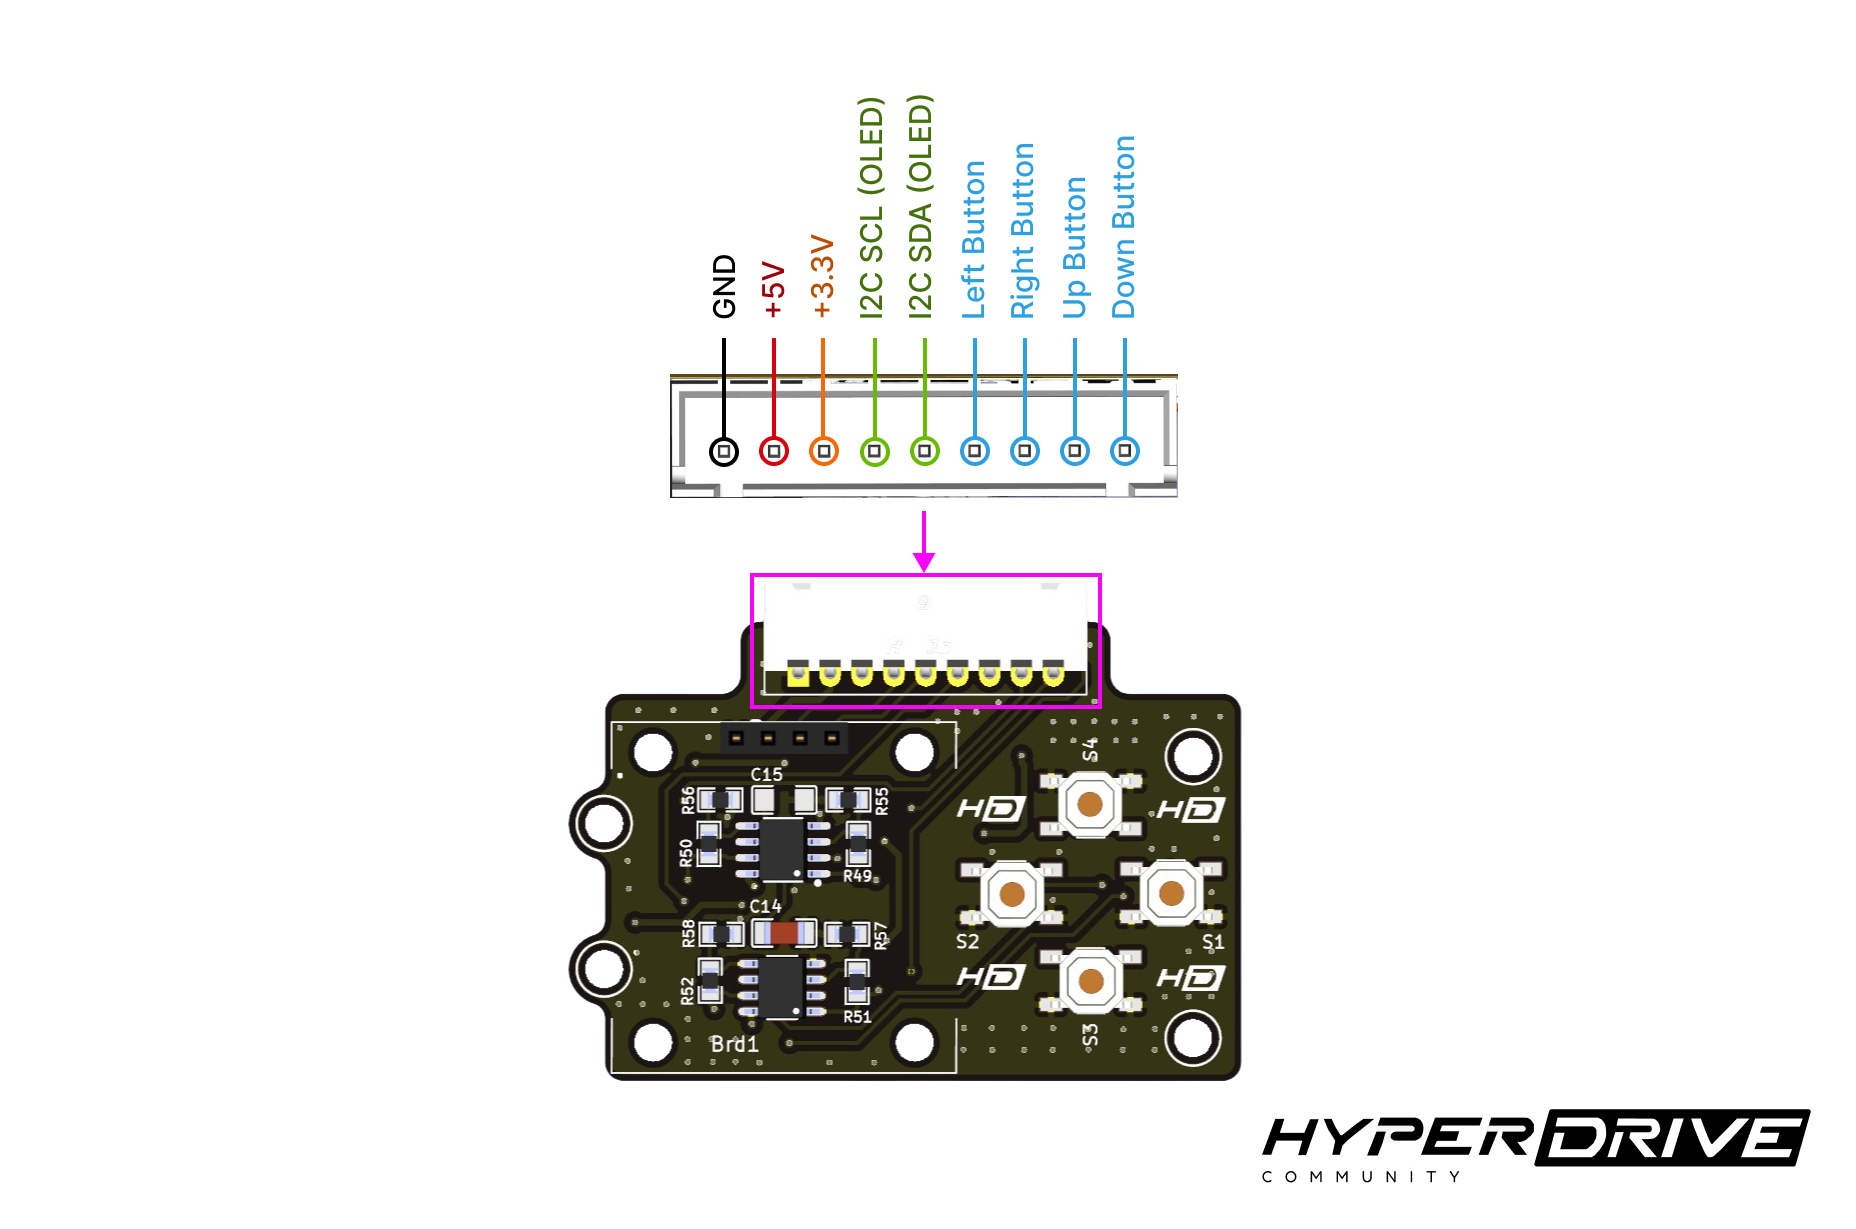 GND
+5V
+3.3V
I2C SCL (OLED)
I2C SDA (OLED)
Left Button
Right Button
Up Button
Down Button
9
S4
C15
R56
R55
HD
HD
R50
R49
C14
R58
R57
S2
S1
HD
HD
R52
R51
S3
Brd1
HYPERDRIVE
COMMUNITY